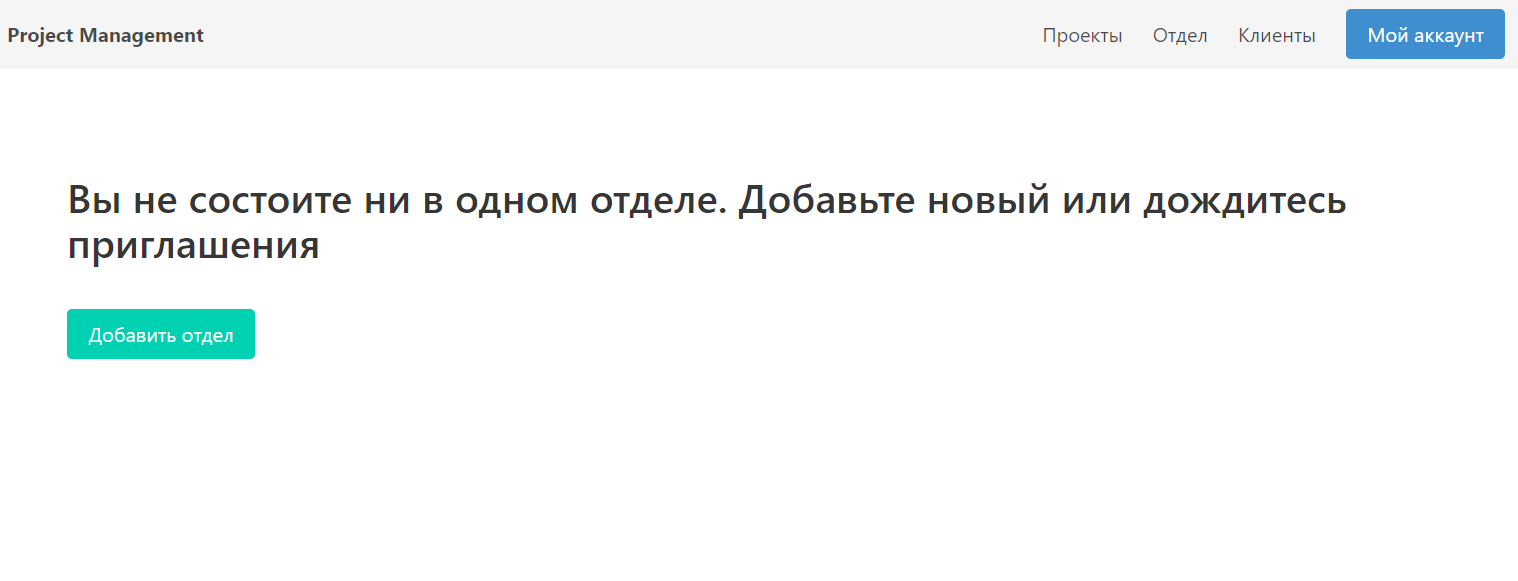 Project Management
Проекты
Отдел
Клиенты
Мой аккаунт
Вы не состоите ни в одном отделе. Добавьте новый или дождитесь
приглашения
Добавить отдел